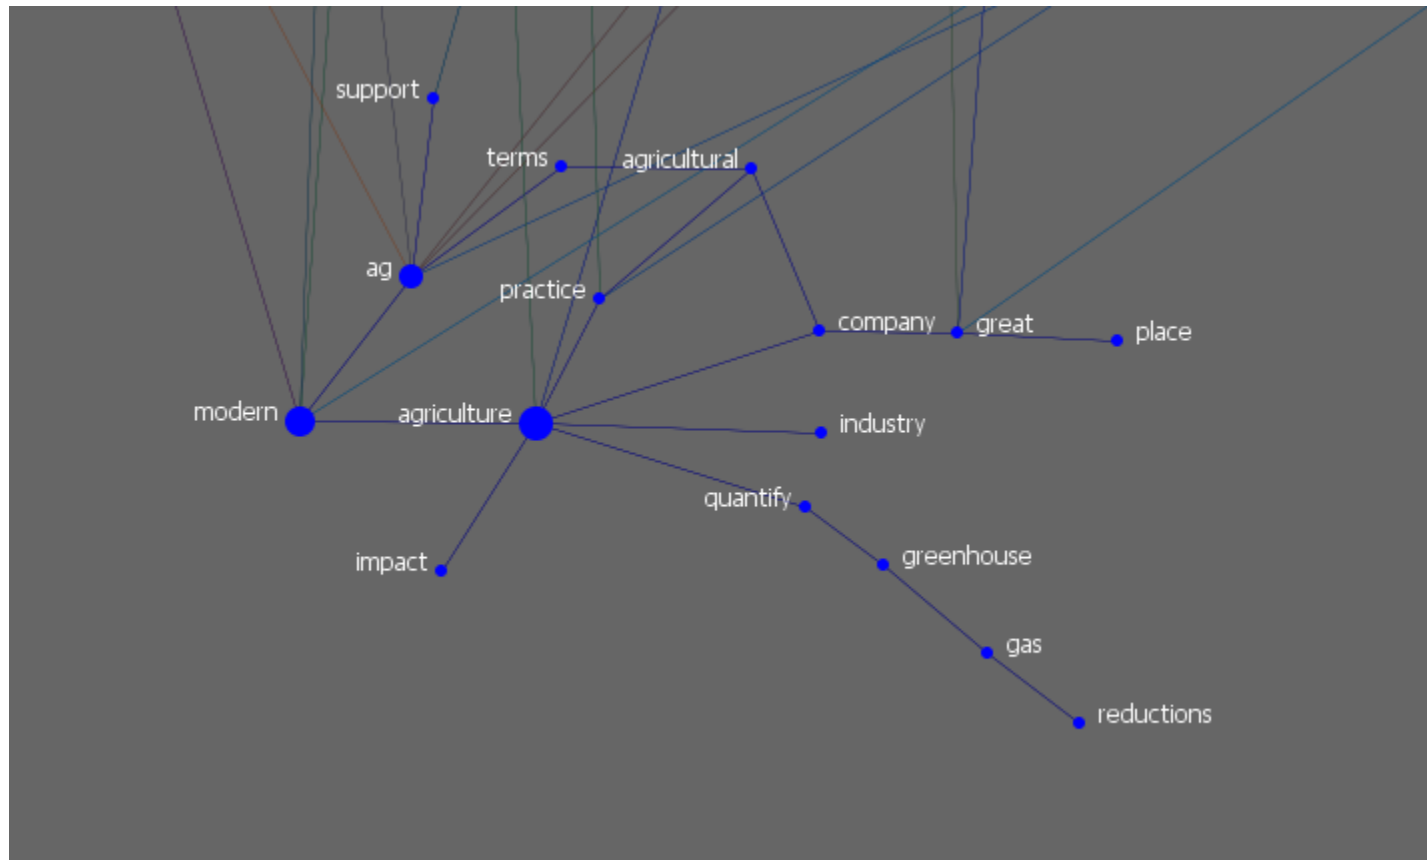 support
terms
agricultural
ag
practice
company
great
place
modern
agriculture
industry
quantify
greenhouse
impact
gas
reductions